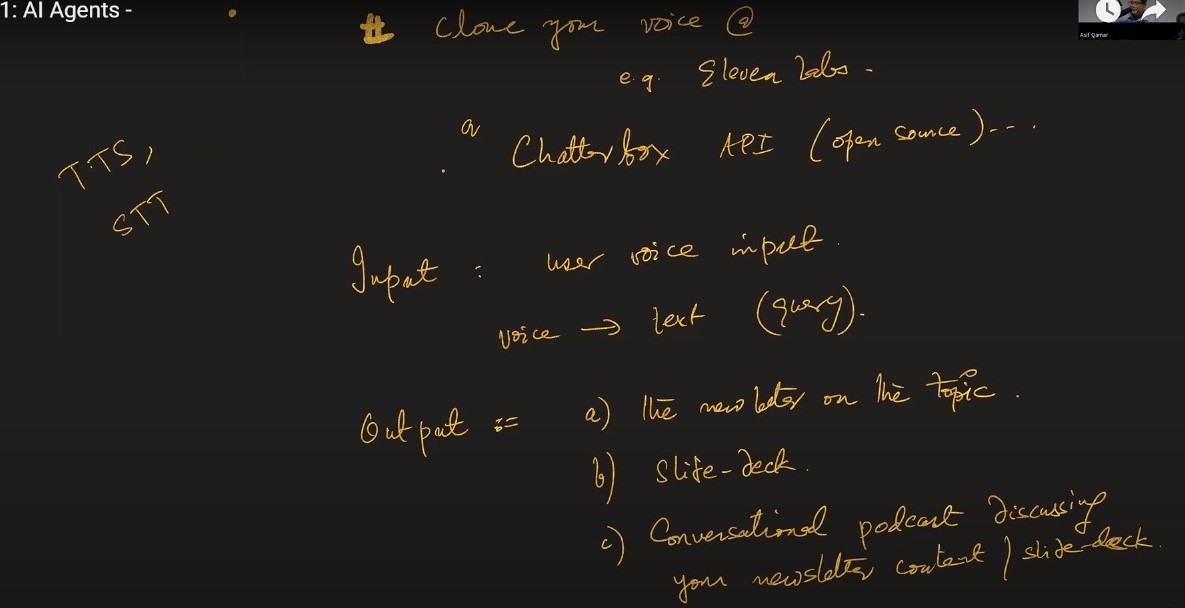 1: AI Agents -
# Clone your voice @
e.g. Eleven Labs -
Chatterbox API (open source)---.
TTS,
STT
Input : user voice input.
voice → text (query).
Output := a) the newsletter on the topic.
b) Slide-deck.
c) Conversational podcast discussing
your newsletter content / slide-deck.
Asif Qamar